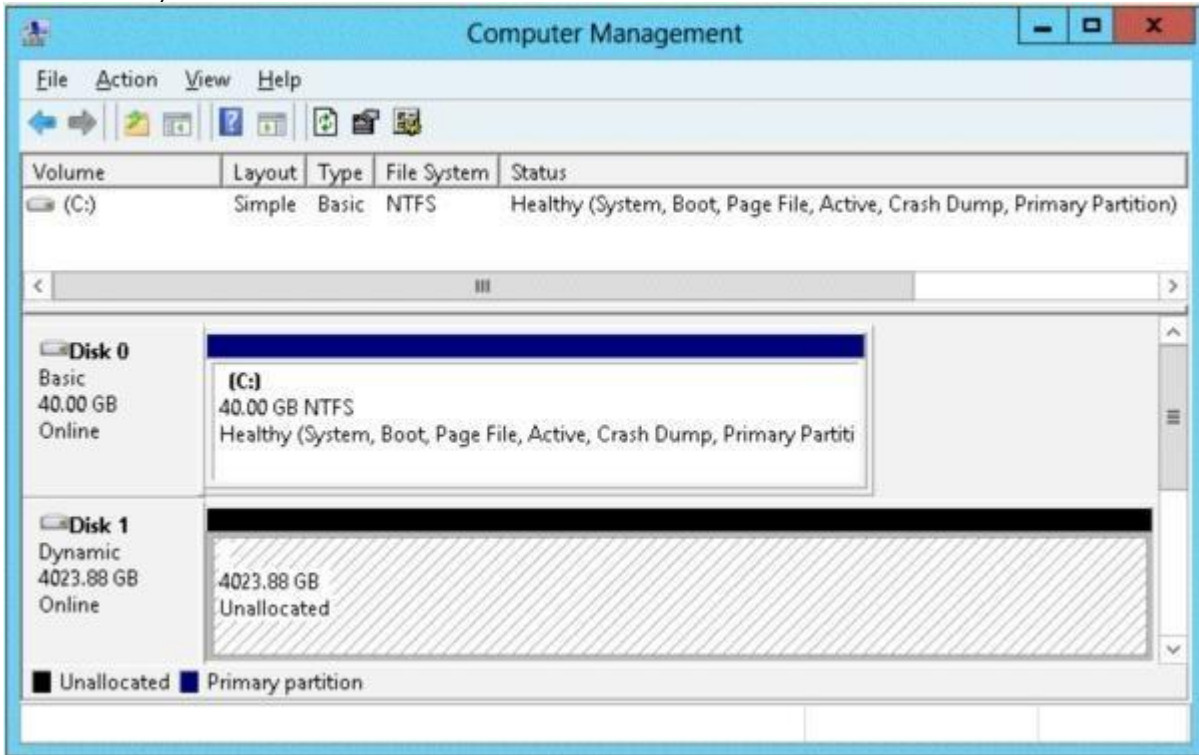 Computer Management
File Action View Help
Volume Layout Type File System Status
(C:) Simple Basic NTFS Healthy (System, Boot, Page File, Active, Crash Dump, Primary Partition)
Disk 0
Basic
40.00 GB
Online
(C:)
40.00 GB NTFS
Healthy (System, Boot, Page File, Active, Crash Dump, Primary Partiti
Disk 1
Dynamic
4023.88 GB
Online
4023.88 GB
Unallocated
Unallocated Primary partition